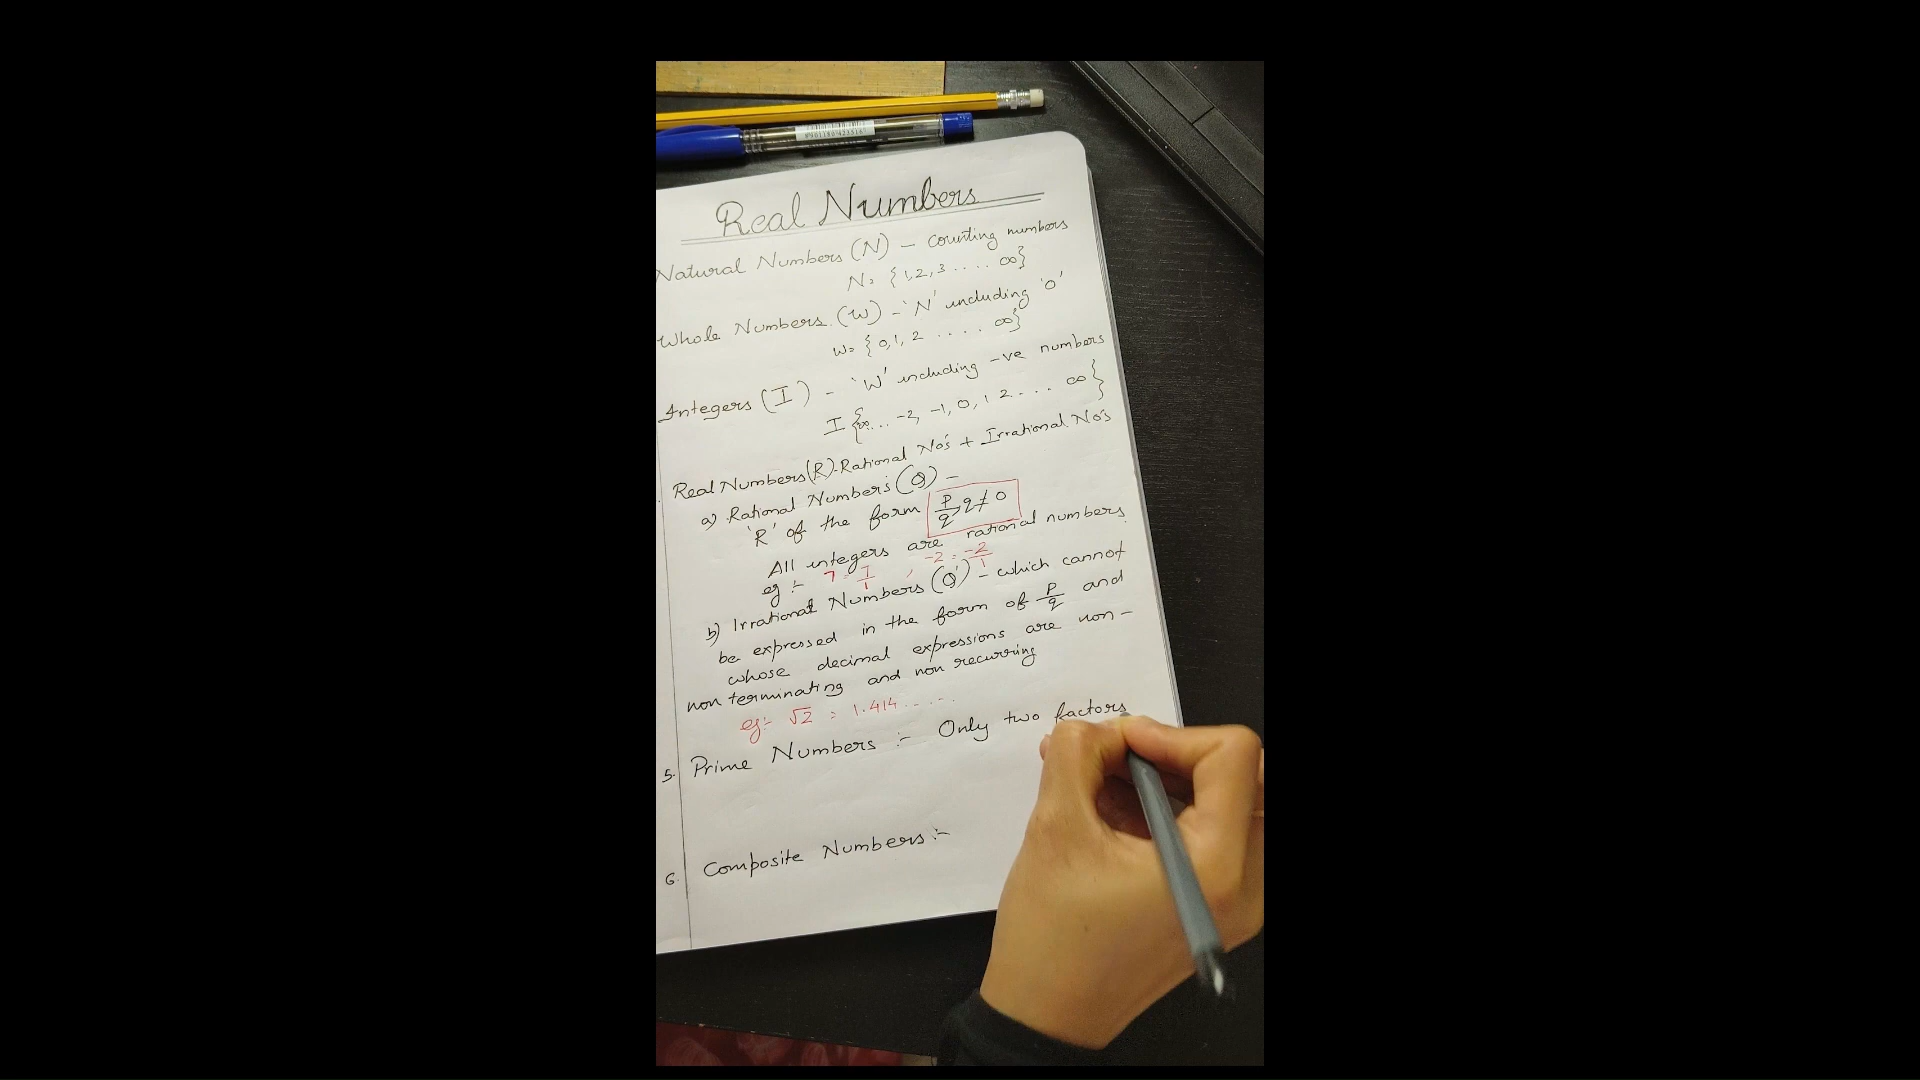 Real Numbers
Natural Numbers (N) - Counting numbers
N= {1,2,3 .... ∞}
Whole Numbers (W) - 'N' including '0'
W= {0,1,2 .... ∞}
Integers (I) - 'W' including -ve numbers
I {∞... -2, -1, 0, 1 2 ... ∞}
Real Numbers(R)-Rational No's + Irrational No's
a) Rational Numbers (Q) -
'R' of the form p/q, q≠0
All integers are rational numbers
eg :- 7 = 7/1 , -2 = -2/1
b) Irrational Numbers (Q') - which cannot
be expressed in the form of P/q and
whose decimal expressions are non-
non terminating and non recurring
eg:- √2 = 1.414.....
5. Prime Numbers :- Only two factors
6. Composite Numbers :-